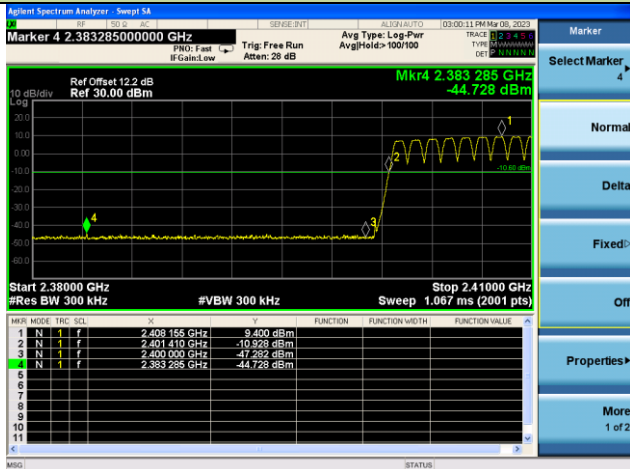 Agilent Spectrum Analyzer - Swept SA
RF 50 Ω AC SENSE:INT ALIGN AUTO 03:00:11 PM Mar 08, 2023
Marker 4 2.383285000000 GHz
PNO: Fast
IFGain:Low
Trig: Free Run
Atten: 28 dB
Avg Type: Log-Pwr
Avg|Hold:>100/100
TRACE 1 2 3 4 5 6
TYPE M
DET P N N N N N
Mkr4 2.383 285 GHz
-44.728 dBm
Ref Offset 12.2 dB
Ref 30.00 dBm
10 dB/div
Log
20.0
10.0
0.00
-10.0
-20.0
-30.0
-40.0
-50.0
-60.0
1
2
3
4
-10.60 dBm
Start 2.38000 GHz
#Res BW 300 kHz
#VBW 300 kHz
Stop 2.41000 GHz
Sweep 1.067 ms (2001 pts)
MKR MODE TRC SCL X Y FUNCTION FUNCTION WIDTH FUNCTION VALUE
1 N 1 f 2.408 155 GHz 9.400 dBm
2 N 1 f 2.401 410 GHz -10.928 dBm
3 N 1 f 2.400 000 GHz -47.282 dBm
4 N 1 f 2.383 285 GHz -44.728 dBm
5
6
7
8
9
10
11
MSG
STATUS
Marker
Select Marker
4
Normal
Delta
Fixed
Off
Properties
More
1 of 2